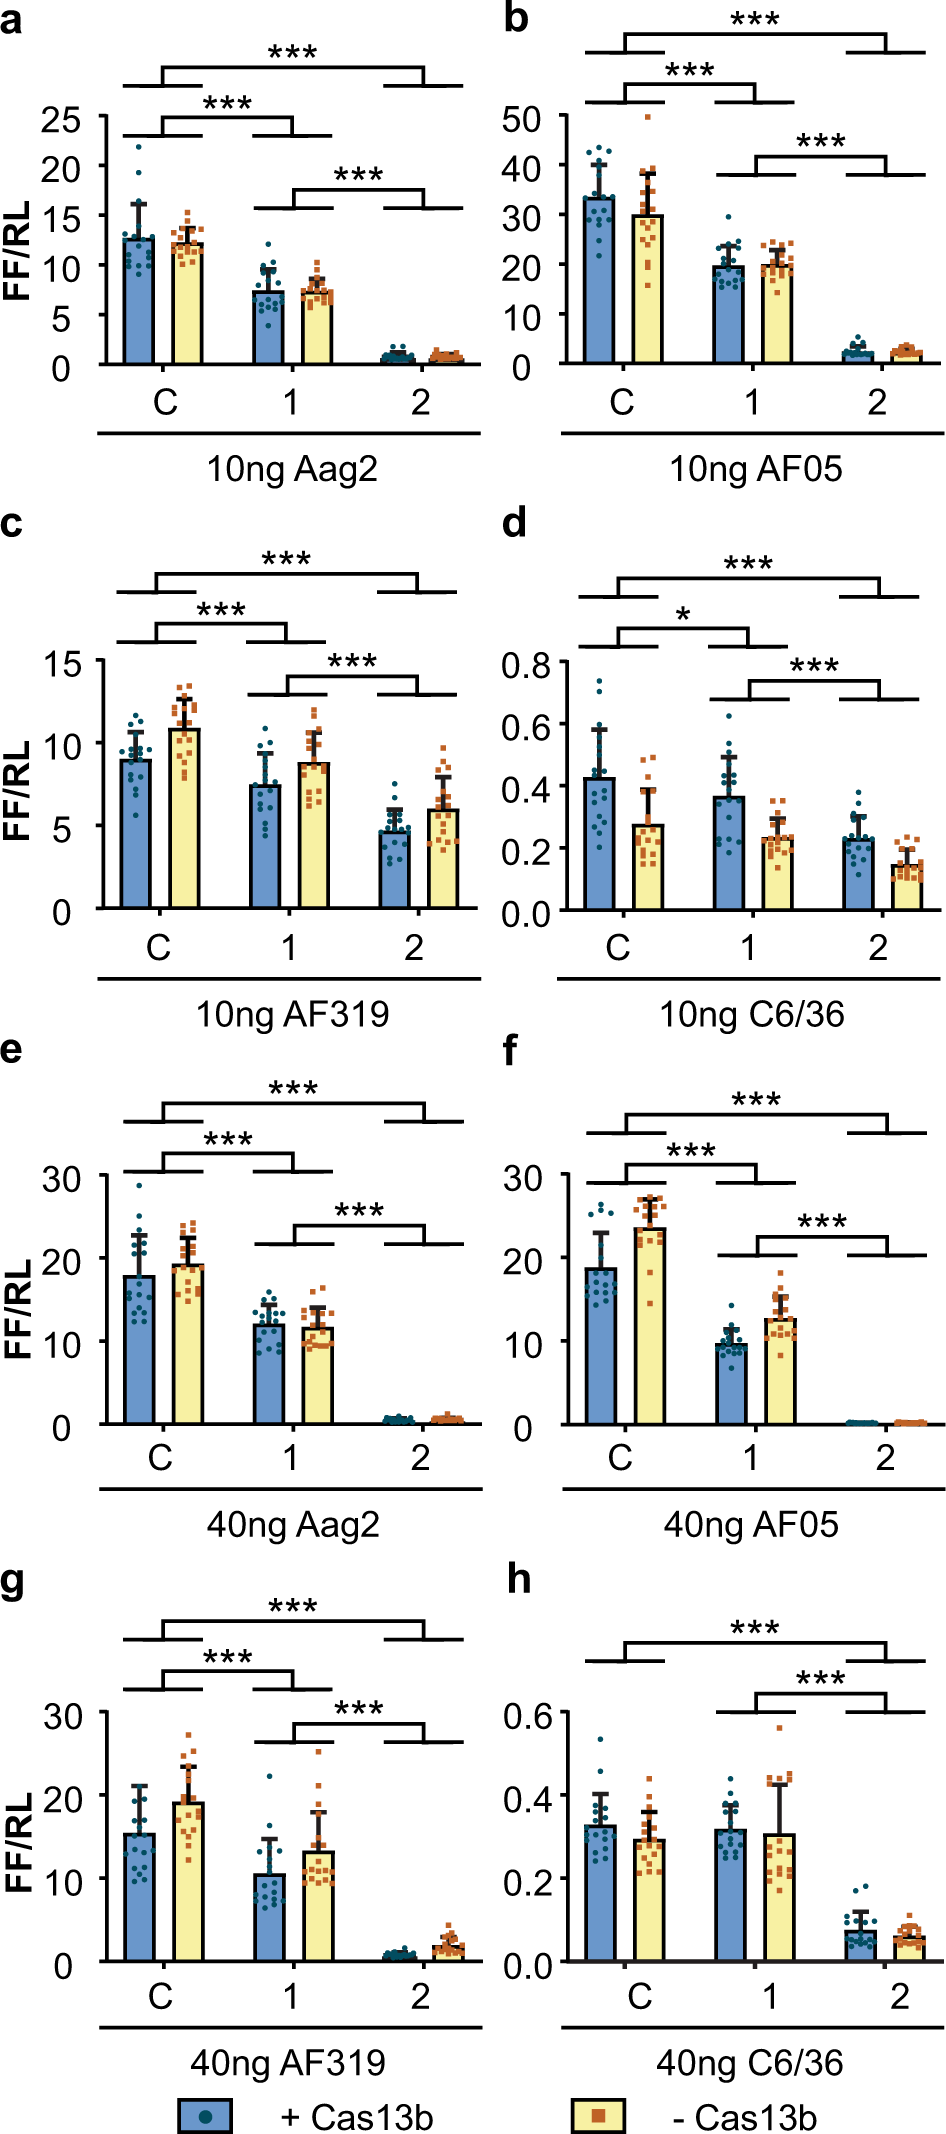 a
***
***
***
25
20
15
10
5
0
FF/RL
C 1 2
10ng Aag2
b
***
***
***
50
40
30
20
10
0
C 1 2
10ng AF05
c
***
***
***
15
10
5
0
FF/RL
C 1 2
10ng AF319
d
***
*
***
0.8
0.6
0.4
0.2
0.0
C 1 2
10ng C6/36
e
***
***
***
30
20
10
0
FF/RL
C 1 2
40ng Aag2
f
***
***
***
30
20
10
0
C 1 2
40ng AF05
g
***
***
***
30
20
10
0
FF/RL
C 1 2
40ng AF319
h
***
***
0.6
0.4
0.2
0.0
C 1 2
40ng C6/36
+ Cas13b - Cas13b